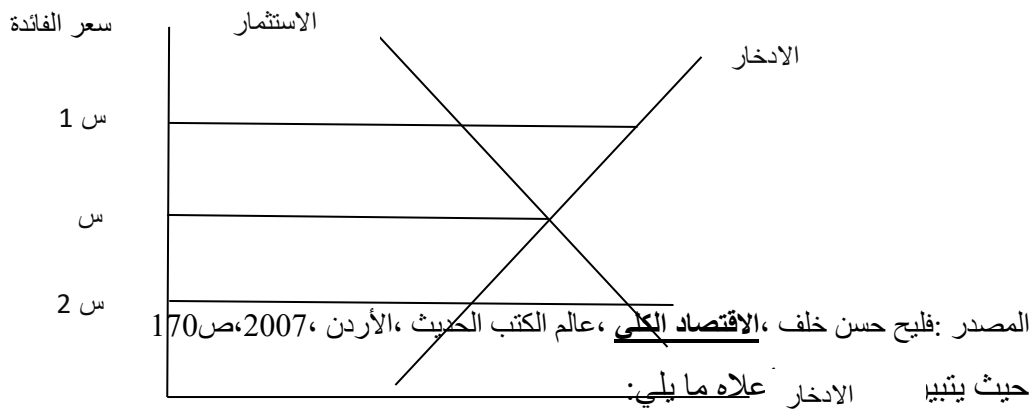 سعر الفائدة
الاستثمار
الادخار
س 1
س
س 2
المصدر :فليح حسن خلف ،الاقتصاد الكلي ،عالم الكتب الحديث ،الأردن ،2007،ص170
حيث يتبين علاه ما يلي:
الادخار